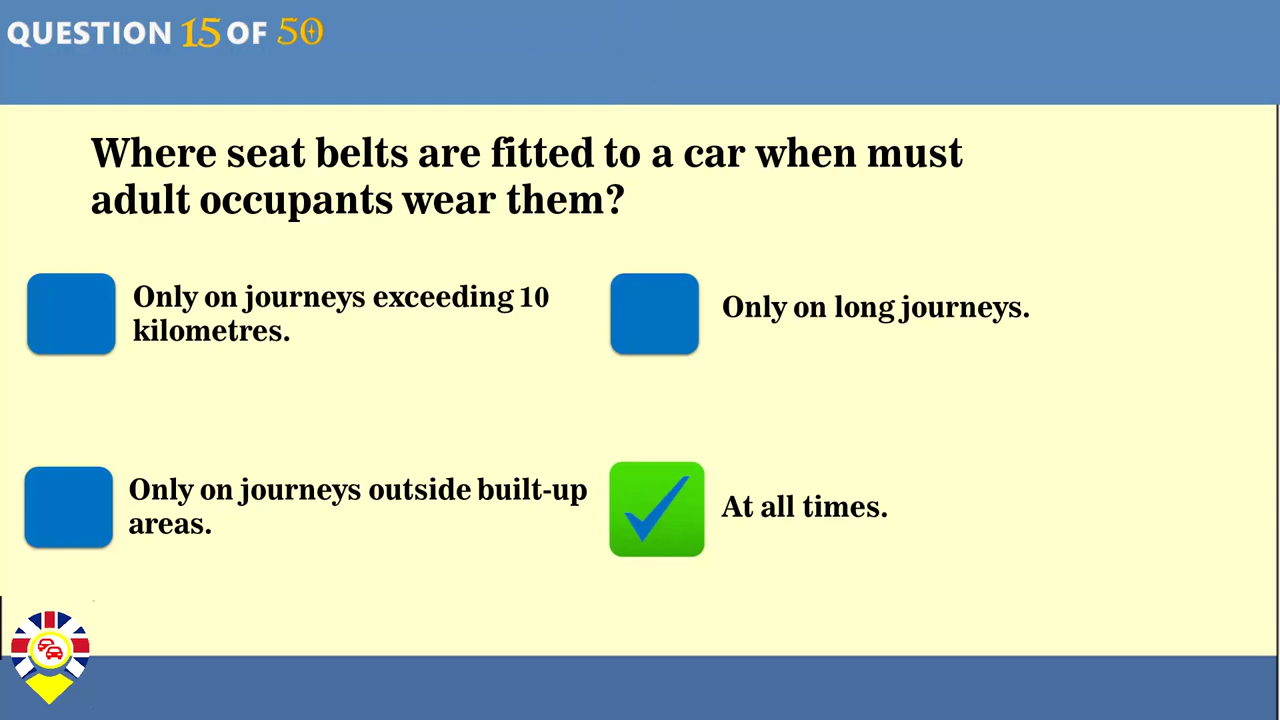 QUESTION 15 OF 50
Where seat belts are fitted to a car when must
adult occupants wear them?
Only on journeys exceeding 10
kilometres.
Only on long journeys.
Only on journeys outside built-up
areas.
At all times.